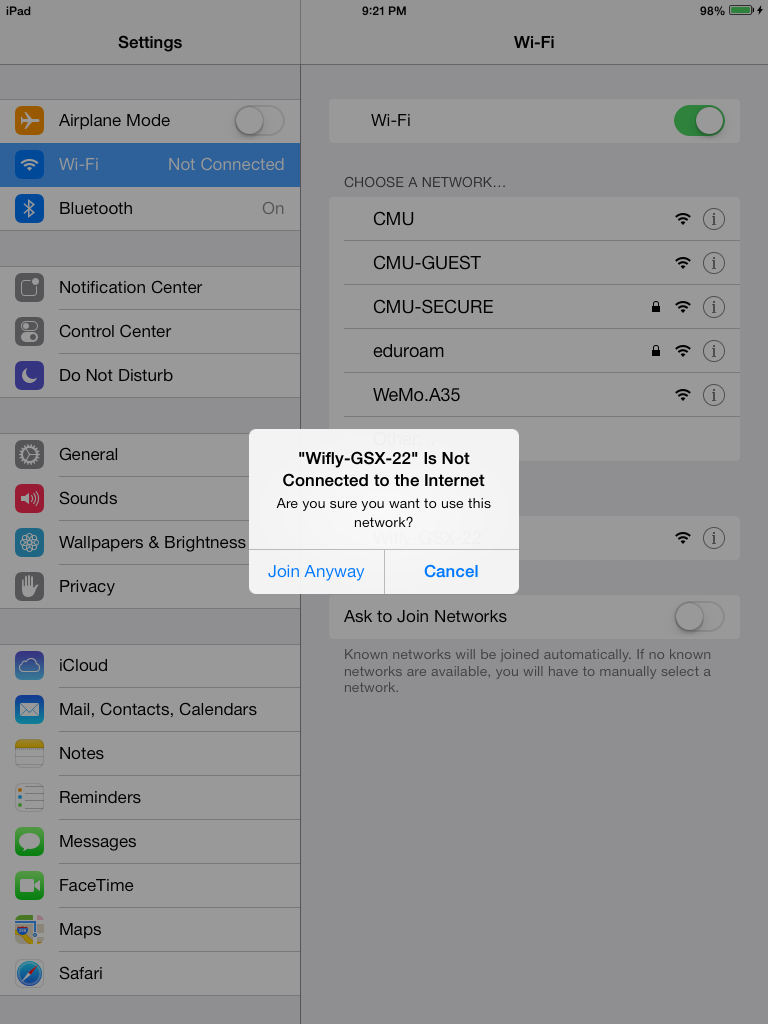 iPad
9:21 PM
98%
Settings
Wi-Fi
Airplane Mode
Wi-Fi
Not Connected
Bluetooth
On
Notification Center
Control Center
Do Not Disturb
General
Sounds
Wallpapers & Brightness
Privacy
iCloud
Mail, Contacts, Calendars
Notes
Reminders
Messages
FaceTime
Maps
Safari
Wi-Fi
CHOOSE A NETWORK...
CMU
CMU-GUEST
CMU-SECURE
eduroam
WeMo.A35
Other...
"Wifly-GSX-22" Is Not
Connected to the Internet
Are you sure you want to use this
network?
Wifly-GSX-22
Join Anyway
Cancel
Ask to Join Networks
Known networks will be joined automatically. If no known
networks are available, you will have to manually select a
network.